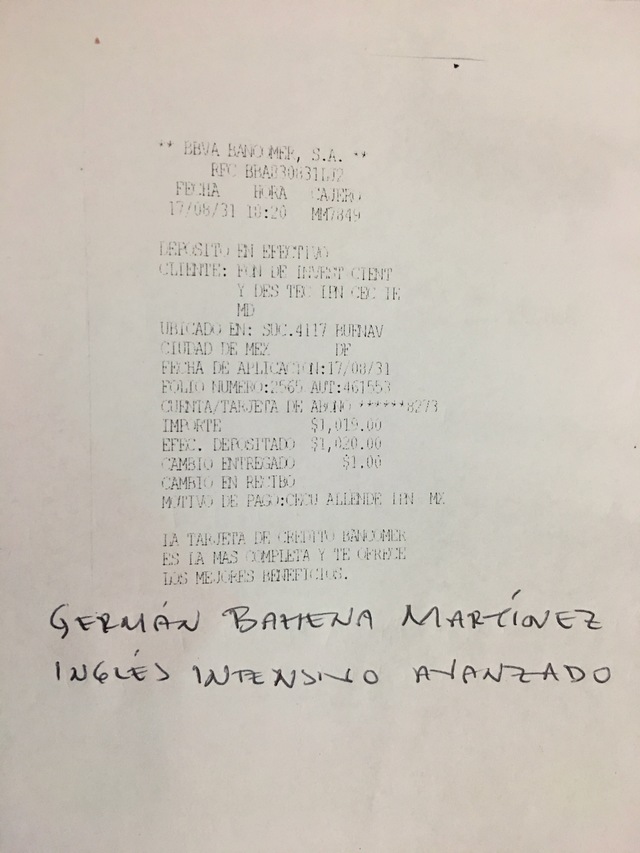 ** BBVA BANCOMER, S.A. **
RFC BBA830831LJ2
FECHA HORA CAJERO
17/08/31 18:20 MM7849
DEPOSITO EN EFECTIVO
CLIENTE: FON DE INVEST CIENT
Y DES TEC IPN CEC IE
MD
UBICADO EN: SUC.4117 BUENAV
CIUDAD DE MEX DF
FECHA DE APLICACION:17/08/31
FOLIO NUMERO:2565 AUT:461553
CUENTA/TARJETA DE ABONO ******8273
IMPORTE $1,019.00
EFEC. DEPOSITADO $1,020.00
CAMBIO ENTREGADO $1.00
CAMBIO EN RECIBO
MOTIVO DE PAGO:CECU ALLENDE IPN MX
LA TARJETA DE CREDITO BANCOMER
ES LA MAS COMPLETA Y TE OFRECE
LOS MEJORES BENEFICIOS.
GERMÁN BAHENA MARTÍNEZ
INGLÉS INTENSIVO AVANZADO